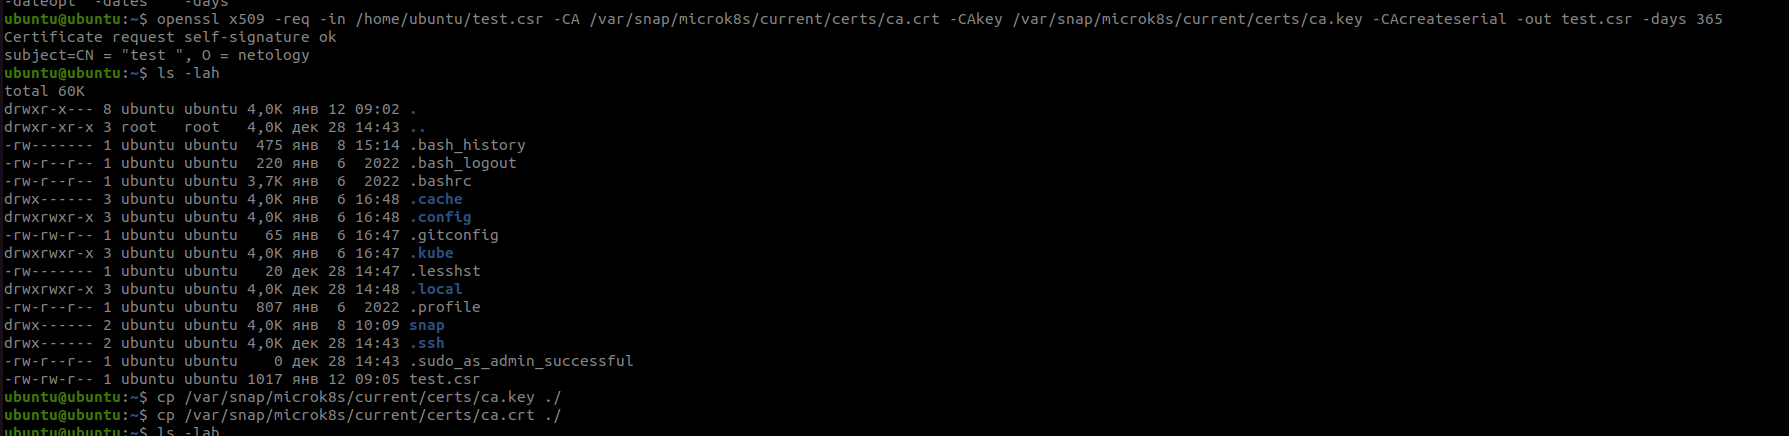 -dateopt -dates -days
ubuntu@ubuntu:~$ openssl x509 -req -in /home/ubuntu/test.csr -CA /var/snap/microk8s/current/certs/ca.crt -CAkey /var/snap/microk8s/current/certs/ca.key -CAcreateserial -out test.csr -days 365
Certificate request self-signature ok
subject=CN = "test ", O = netology
ubuntu@ubuntu:~$ ls -lah
total 60K
drwxr-x--- 8 ubuntu ubuntu 4,0K янв 12 09:02 .
drwxr-xr-x 3 root   root   4,0K дек 28 14:43 ..
-rw------- 1 ubuntu ubuntu  475 янв  8 15:14 .bash_history
-rw-r--r-- 1 ubuntu ubuntu  220 янв  6  2022 .bash_logout
-rw-r--r-- 1 ubuntu ubuntu 3,7K янв  6  2022 .bashrc
drwx------ 3 ubuntu ubuntu 4,0K янв  6 16:48 .cache
drwxrwxr-x 3 ubuntu ubuntu 4,0K янв  6 16:48 .config
-rw-rw-r-- 1 ubuntu ubuntu   65 янв  6 16:47 .gitconfig
drwxrwxr-x 3 ubuntu ubuntu 4,0K янв  6 16:47 .kube
-rw------- 1 ubuntu ubuntu   20 дек 28 14:47 .lesshst
drwxrwxr-x 3 ubuntu ubuntu 4,0K дек 28 14:48 .local
-rw-r--r-- 1 ubuntu ubuntu  807 янв  6  2022 .profile
drwx------ 2 ubuntu ubuntu 4,0K янв  8 10:09 snap
drwx------ 2 ubuntu ubuntu 4,0K дек 28 14:43 .ssh
-rw-r--r-- 1 ubuntu ubuntu    0 дек 28 14:43 .sudo_as_admin_successful
-rw-rw-r-- 1 ubuntu ubuntu 1017 янв 12 09:05 test.csr
ubuntu@ubuntu:~$ cp /var/snap/microk8s/current/certs/ca.key ./
ubuntu@ubuntu:~$ cp /var/snap/microk8s/current/certs/ca.crt ./
ubuntu@ubuntu:~$ ls -lah